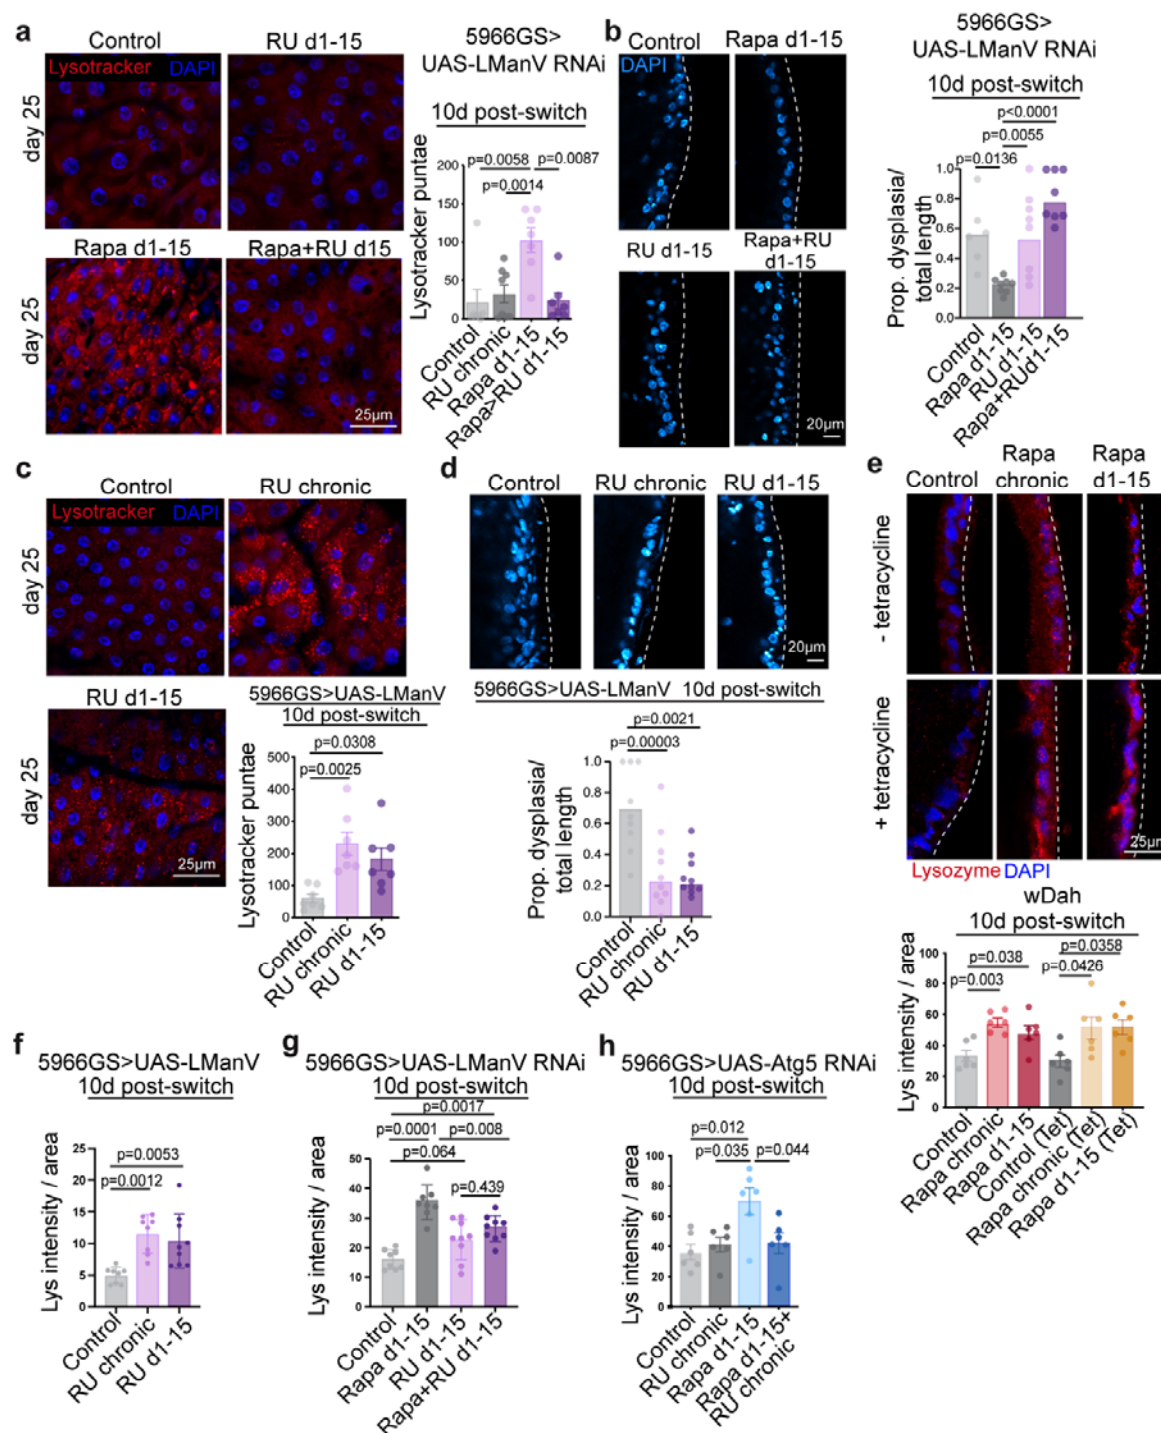 a
Control
RU d1-15
Lysotracker DAPI
day 25
Rapa d1-15
Rapa+RU d15
day 25
25µm
5966GS>
UAS-LManV RNAi
10d post-switch
p=0.0058
p=0.0087
p=0.0014
Lysotracker puntae
200
150
100
50
0
Control
RU chronic
Rapa d1-15
Rapa>RU d1-15
b
Control
Rapa d1-15
DAPI
RU d1-15
Rapa+RU
d1-15
20µm
5966GS>
UAS-LManV RNAi
10d post-switch
p<0.0001
p=0.0055
p=0.0136
Prop. dysplasia/
total length
1.0
0.8
0.6
0.4
0.2
0
Control
Rapa d1-15
RU d1-15
Rapa+RUd1-15
c
Control
RU chronic
Lysotracker DAPI
day 25
RU d1-15
day 25
25µm
5966GS>UAS-LManV
10d post-switch
p=0.0308
p=0.0025
Lysotracker puntae
500
400
300
200
100
0
Control
RU chronic
RU d1-15
d
Control
RU chronic
RU d1-15
20µm
5966GS>UAS-LManV 10d post-switch
p=0.0021
p=0.00003
Prop. dysplasia/
total length
1.0
0.8
0.6
0.4
0.2
0.0
Control
RU chronic
RU d1-15
e
Control
Rapa
chronic
Rapa
d1-15
- tetracycline
+ tetracycline
25µm
Lysozyme DAPI
wDah
10d post-switch
p=0.0358
p=0.038
p=0.0426
p=0.003
Lys intensity / area
100
80
60
40
20
0
Control
Rapa chronic
Rapa d1-15
Control (Tet)
Rapa chronic (Tet)
Rapa d1-15 (Tet)
f
5966GS>UAS-LManV
10d post-switch
p=0.0053
p=0.0012
Lys intensity / area
25
20
15
10
5
0
Control
RU chronic
RU d1-15
g
5966GS>UAS-LManV RNAi
10d post-switch
p=0.0017
p=0.0001
p=0.008
p=0.064
p=0.439
Lys intensity / area
50
40
30
20
10
0
Control
Rapa d1-15
RU d1-15
Rapa+RU d1-15
h
5966GS>UAS-Atg5 RNAi
10d post-switch
p=0.012
p=0.035
p=0.044
Lys intensity / area
100
80
60
40
20
0
Control
RU chronic
Rapa d1-15
Rapa d1-15+
RU chronic